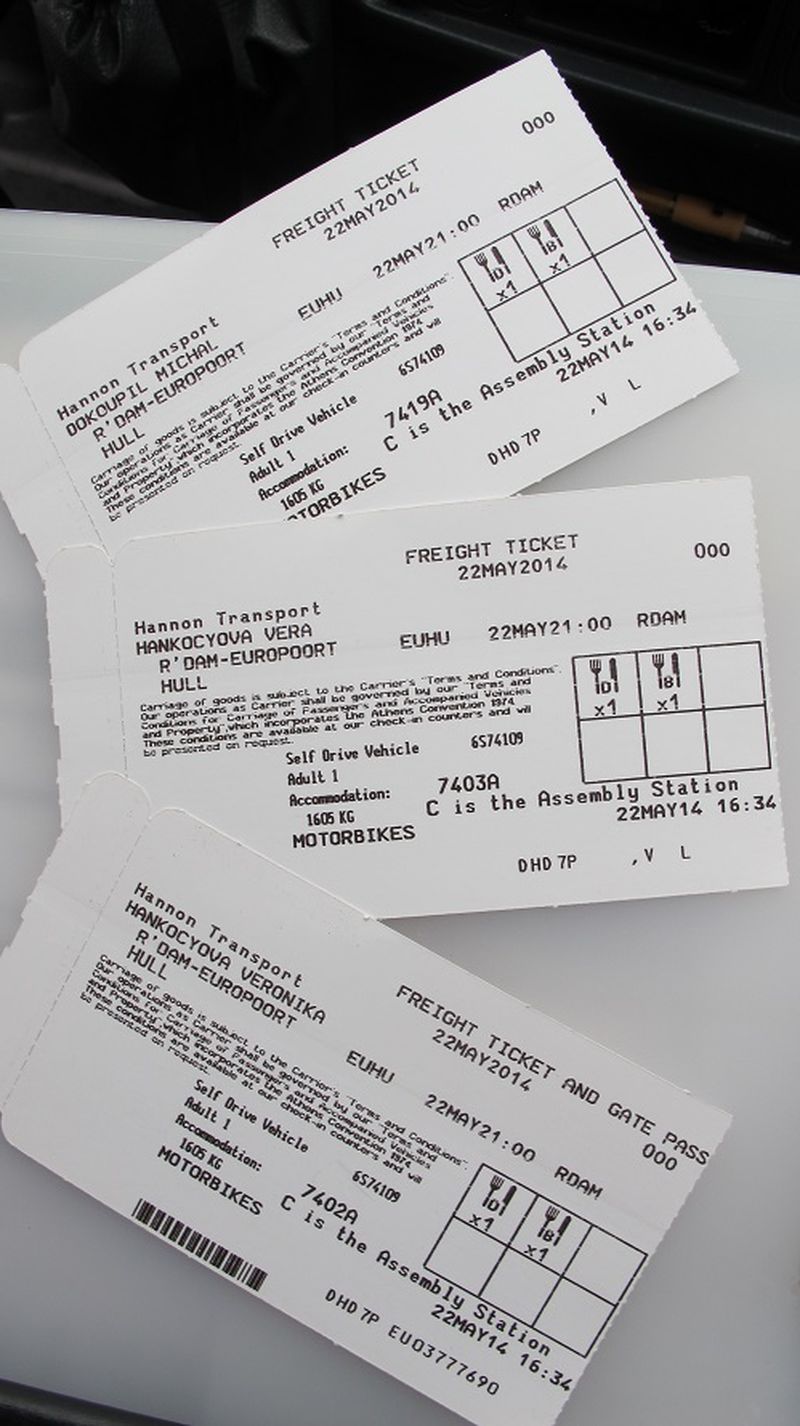 FREIGHT TICKET
22MAY2014
000
Hannon Transport
DOKOUPIL MICHAL
R'DAM-EUROPOORT
HULL
EUHU 22MAY21:00 RDAM
Carriage of goods is subject to the Carrier's "Terms and Conditions".
Our operations as Carrier shall be governed by our "Terms and
Conditions for Carriage of Passengers and Accompanied Vehicles
and Property",which incorporates the Athens Convention 1974.
These conditions are available at our check-in counters and will
be presented on request.
D B
x1 x1
Self Drive Vehicle 6574109
Adult 1
Accommodation: 7419A
1605 KG
MOTORBIKES
C is the Assembly Station
22MAY14 16:34
DHD 7P ,V L
FREIGHT TICKET
22MAY2014
000
Hannon Transport
HANKOCYOVA VERA
R'DAM-EUROPOORT
HULL
EUHU 22MAY21:00 RDAM
Carriage of goods is subject to the Carrier's "Terms and Conditions".
Our operations as Carrier shall be governed by our "Terms and
Conditions for Carriage of Passengers and Accompanied Vehicles
and Property",which incorporates the Athens Convention 1974.
These conditions are available at our check-in counters and will
be presented on request.
D B
x1 x1
Self Drive Vehicle 6574109
Adult 1
Accommodation: 7403A
1605 KG
MOTORBIKES
C is the Assembly Station
22MAY14 16:34
DHD 7P ,V L
FREIGHT TICKET AND GATE PASS
22MAY2014
000
Hannon Transport
HANKOCYOVA VERONIKA
R'DAM-EUROPOORT
HULL
EUHU 22MAY21:00 RDAM
Carriage of goods is subject to the Carrier's "Terms and Conditions".
Our operations as Carrier shall be governed by our "Terms and
Conditions for Carriage of Passengers and Accompanied Vehicles
and Property",which incorporates the Athens Convention 1974.
These conditions are available at our check-in counters and will
be presented on request.
D B
x1 x1
Self Drive Vehicle 6574109
Adult 1
Accommodation: 7402A
1605 KG
MOTORBIKES
C is the Assembly Station
22MAY14 16:34
DHD 7P EU03777690